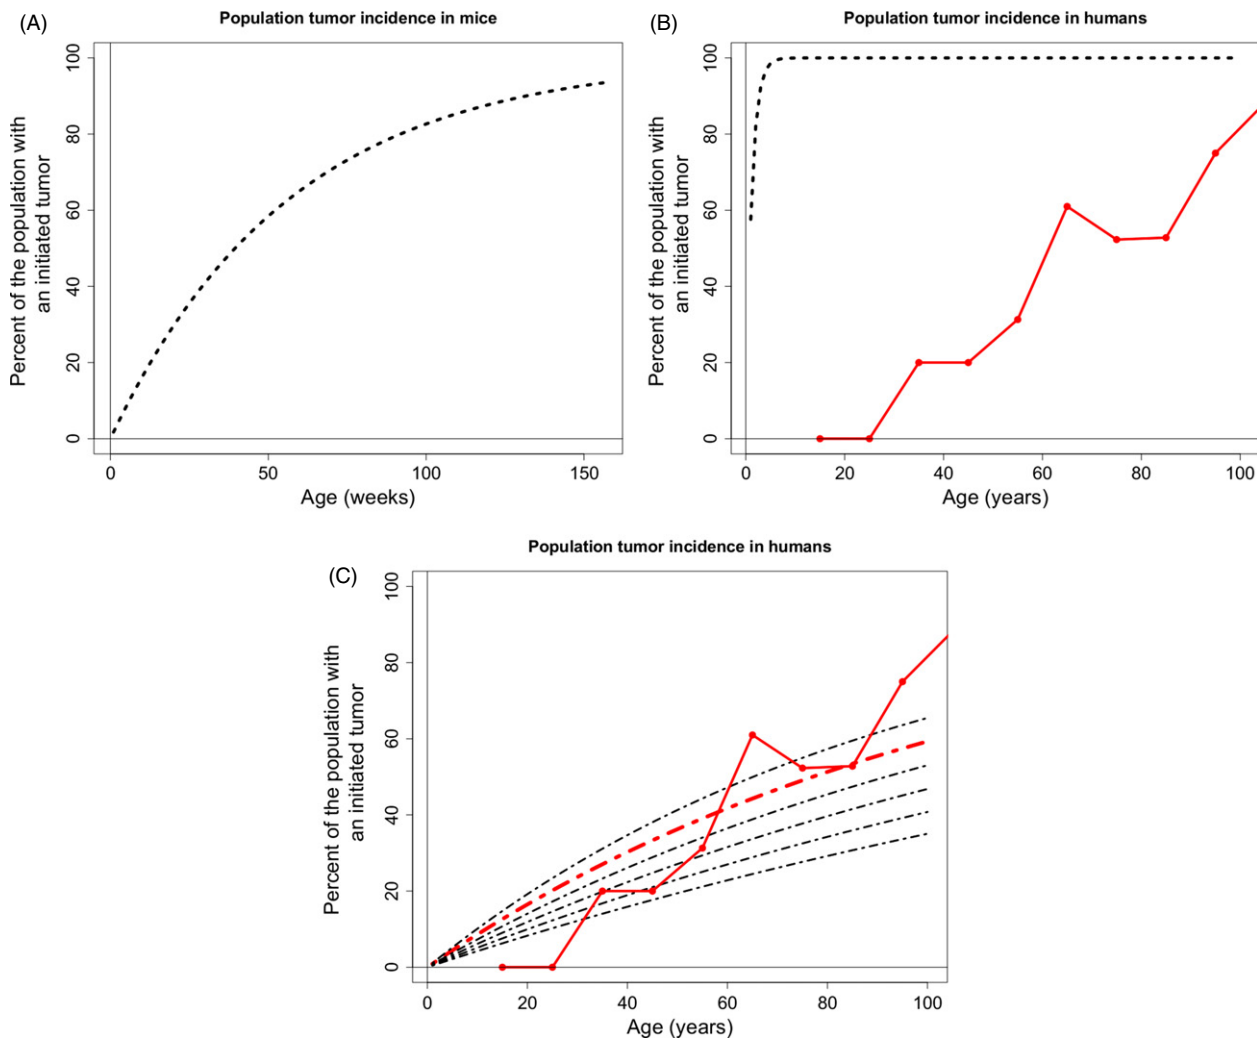 (A)
Population tumor incidence in mice
Percent of the population with
an initiated tumor
0
20
40
60
80
100
0
50
100
150
Age (weeks)
(B)
Population tumor incidence in humans
Percent of the population with
an initiated tumor
0
20
40
60
80
100
0
20
40
60
80
100
Age (years)
(C)
Population tumor incidence in humans
Percent of the population with
an initiated tumor
0
20
40
60
80
100
0
20
40
60
80
100
Age (years)